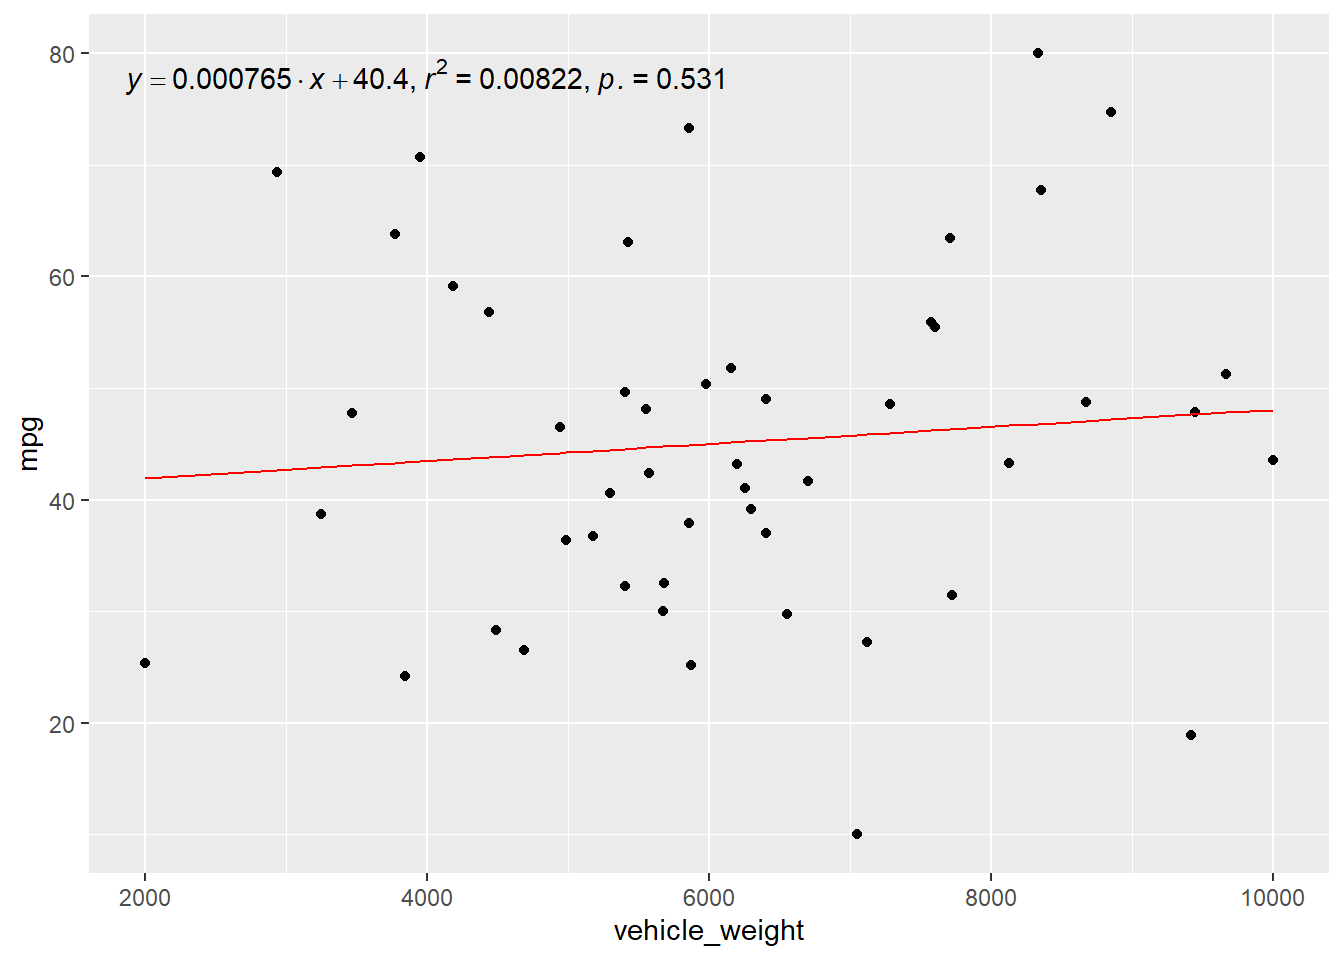 y = 0.000765 · x + 40.4, r² = 0.00822, p. = 0.531
80
60
40
20
mpg
2000 4000 6000 8000 10000
vehicle_weight